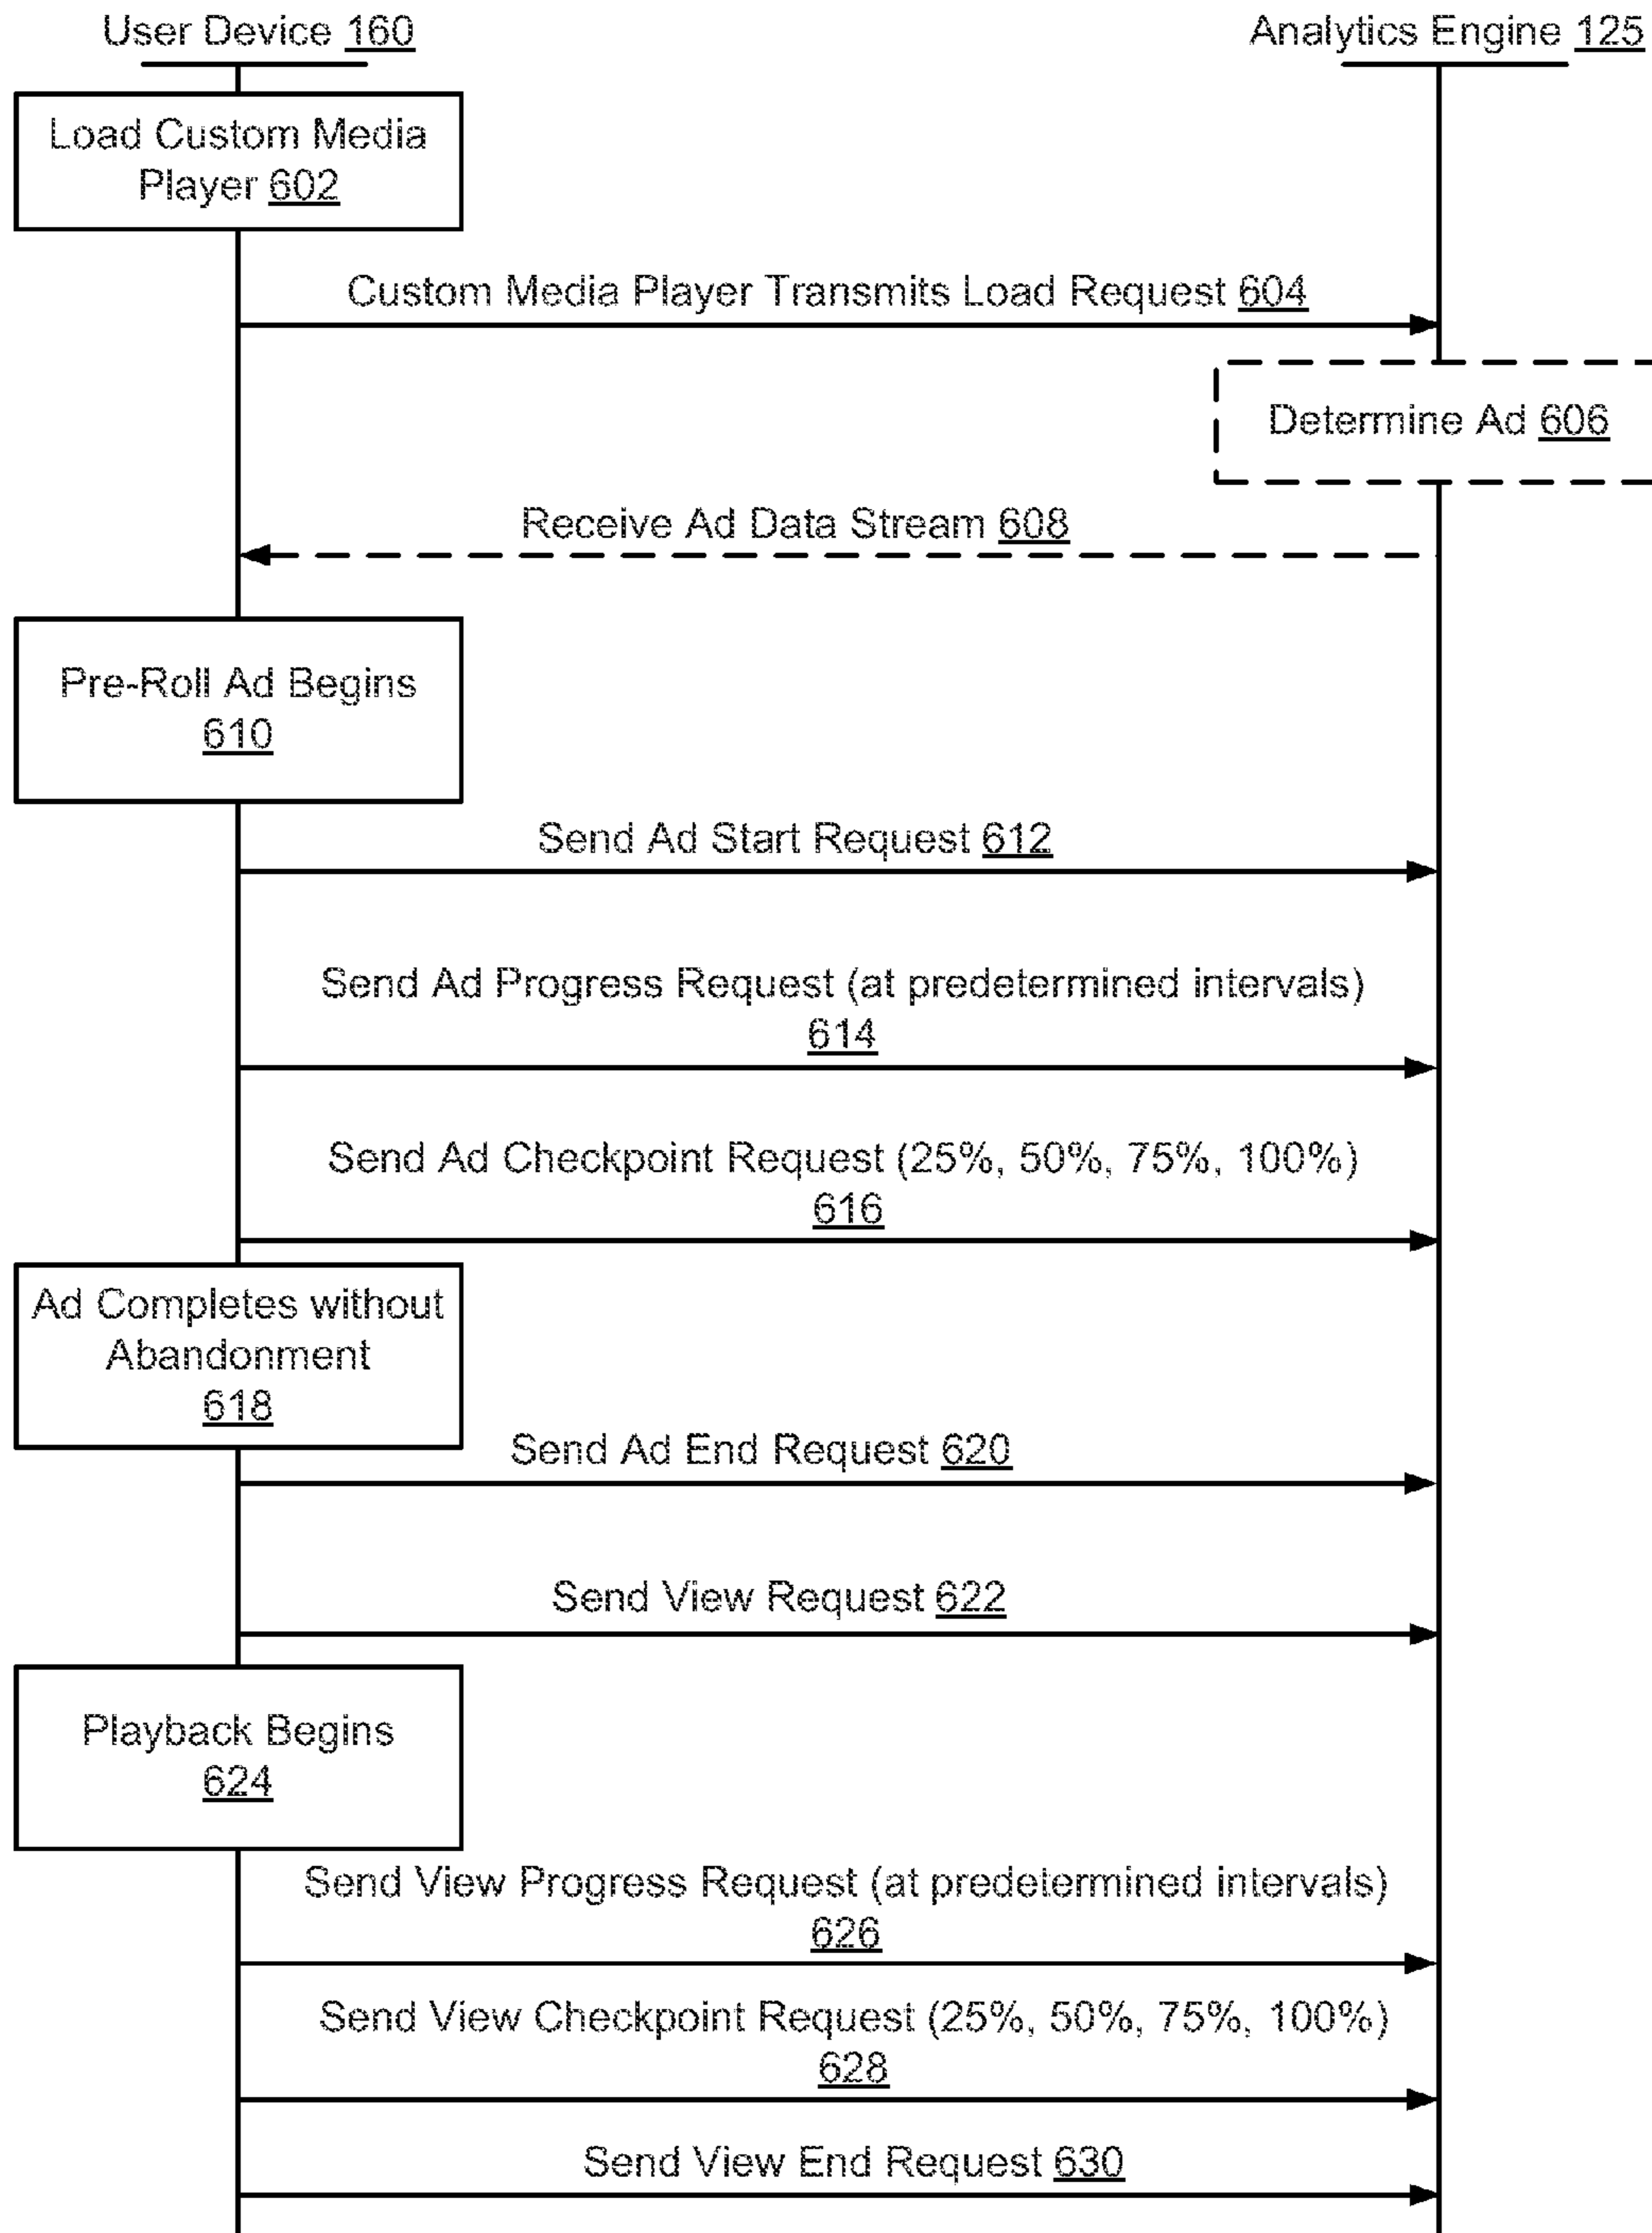 User Device 160
Analytics Engine 125
Load Custom Media
Player 602
Custom Media Player Transmits Load Request 604
Determine Ad 606
Receive Ad Data Stream 608
Pre-Roll Ad Begins
610
Send Ad Start Request 612
Send Ad Progress Request (at predetermined intervals)
614
Send Ad Checkpoint Request (25%, 50%, 75%, 100%)
616
Ad Completes without
Abandonment
618
Send Ad End Request 620
Send View Request 622
Playback Begins
624
Send View Progress Request (at predetermined intervals)
626
Send View Checkpoint Request (25%, 50%, 75%, 100%)
628
Send View End Request 630